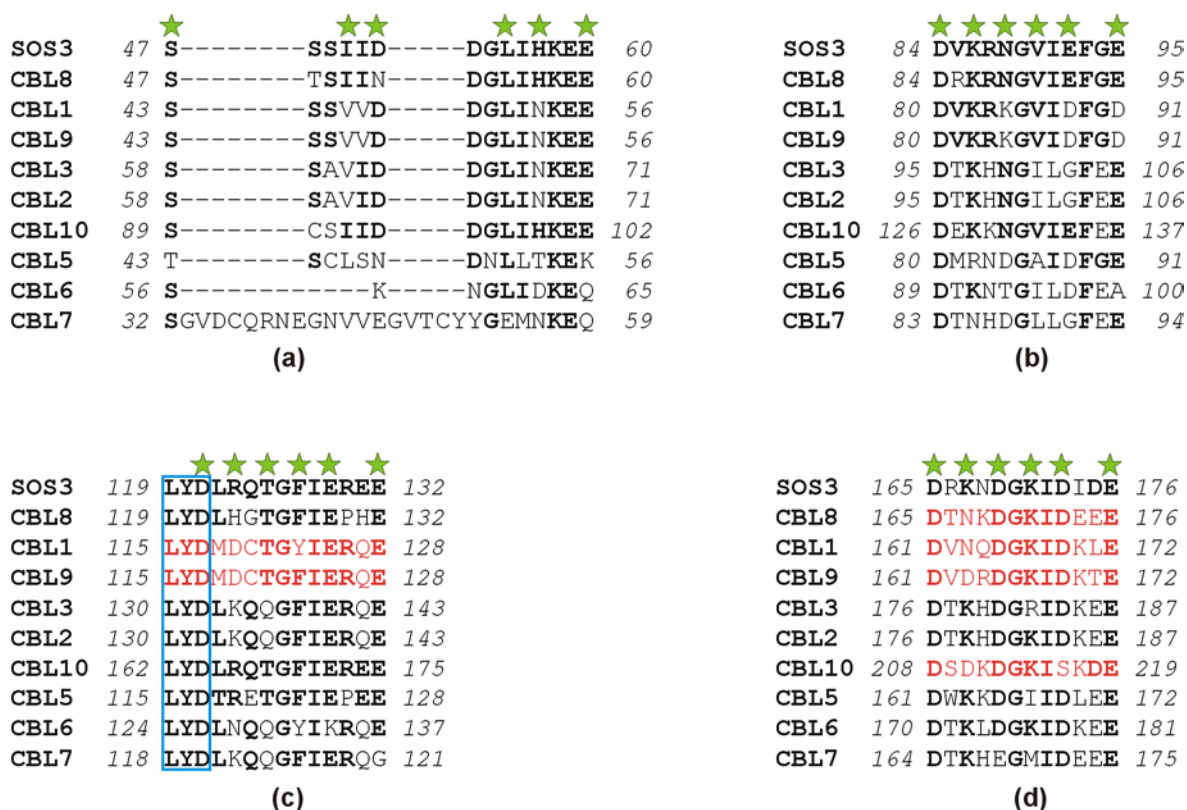 SOS3 47 S--------SSIID-----DGLIHKEE 60
CBL8 47 S--------TSIIN-----DGLIHKEE 60
CBL1 43 S--------SSVVD-----DGLINKEE 56
CBL9 43 S--------SSVID-----DGLIHKEE 56
CBL3 58 S--------SAVID-----DGLINKEE 71
CBL2 58 S--------SAVID-----DGLINKEE 71
CBL10 89 S--------CSIID-----DGLIHKEE 102
CBL5 43 T--------SCLSN-----DNLLTKEK 56
CBL6 56 S------------K-----NGLIDKEQ 65
CBL7 32 SGVDCQRNEGNVVEGVTCYYGEMNKEQ 59
(a)
SOS3 84 DVKRNGVIEFGE 95
CBL8 84 DRKRNGVIEFGE 95
CBL1 80 DVKRKGVIDFGD 91
CBL9 80 DVKRKGVIDFGD 91
CBL3 95 DTKHNGILGFEE 106
CBL2 95 DTKHNGILGFEE 106
CBL10 126 DEKKNGVIEFEE 137
CBL5 80 DMRNDGAIDFGE 91
CBL6 89 DTKNTGILDFEA 100
CBL7 83 DTNHDGLLGFEE 94
(b)
SOS3 119 LYDLRQTGFIEREE 132
CBL8 119 LYDLHGTGFIEPHE 132
CBL1 115 LYDMDCTGYIERQE 128
CBL9 115 LYDMDCTGFIERQE 128
CBL3 130 LYDLKQQGFIERQE 143
CBL2 130 LYDLKQQGFIERQE 143
CBL10 162 LYDLRQTGFIEREE 175
CBL5 115 LYDTRETGFIEPEE 128
CBL6 124 LYDLNQQGYIKRQE 137
CBL7 118 LYDLKQQGFIERQG 121
(c)
SOS3 165 DRKNDGKIDIDE 176
CBL8 165 DTNKDGKIDEEE 176
CBL1 161 DVNQDGKIDKLE 172
CBL9 161 DVDRDGKIDKTE 172
CBL3 176 DTKHDGRIDKEE 187
CBL2 176 DTKHDGKIDKEE 187
CBL10 208 DSDKDGKISKDE 219
CBL5 161 DWKKDGIIDLEE 172
CBL6 170 DTKLDGKIDKEE 181
CBL7 164 DTKHEGMIDEEE 175
(d)